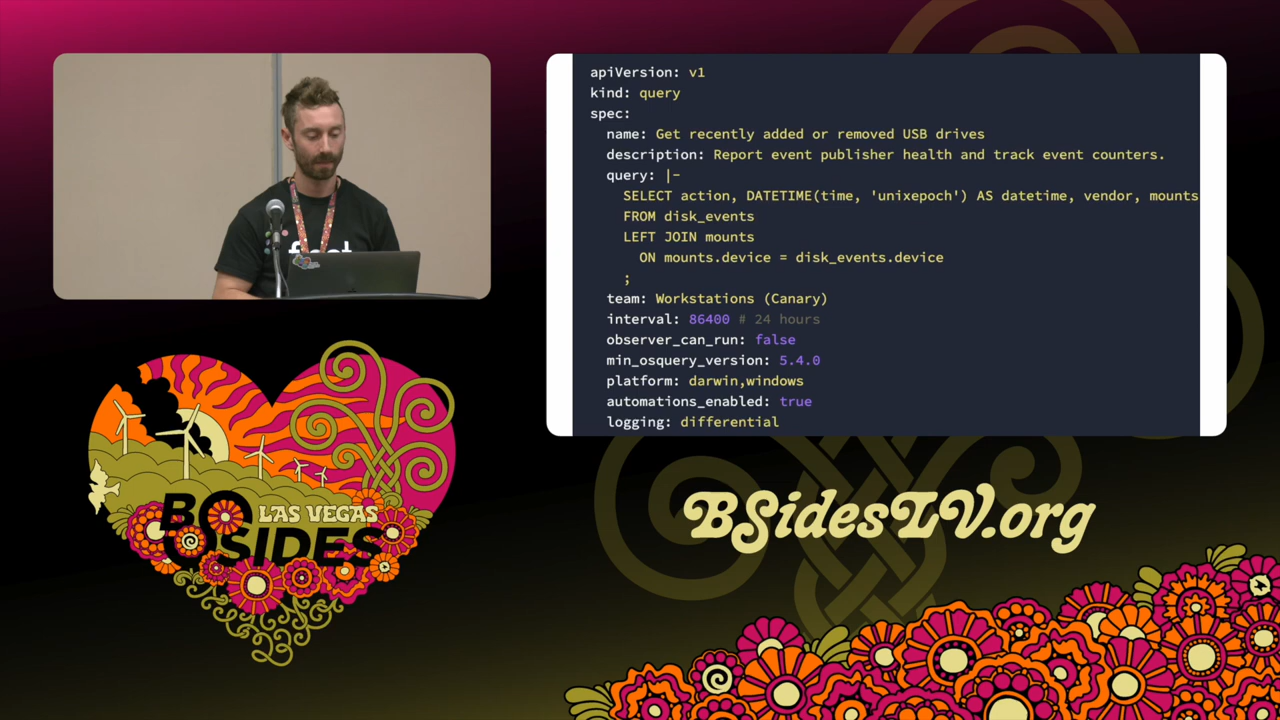 fleet
apiVersion: v1
kind: query
spec:
  name: Get recently added or removed USB drives
  description: Report event publisher health and track event counters.
  query: |-
    SELECT action, DATETIME(time, 'unixepoch') AS datetime, vendor, mounts
    FROM disk_events
    LEFT JOIN mounts
      ON mounts.device = disk_events.device
    ;
  team: Workstations (Canary)
  interval: 86400 # 24 hours
  observer_can_run: false
  min_osquery_version: 5.4.0
  platform: darwin,windows
  automations_enabled: true
  logging: differential
LAS VEGAS
BSIDES
23
BSidesLV.org